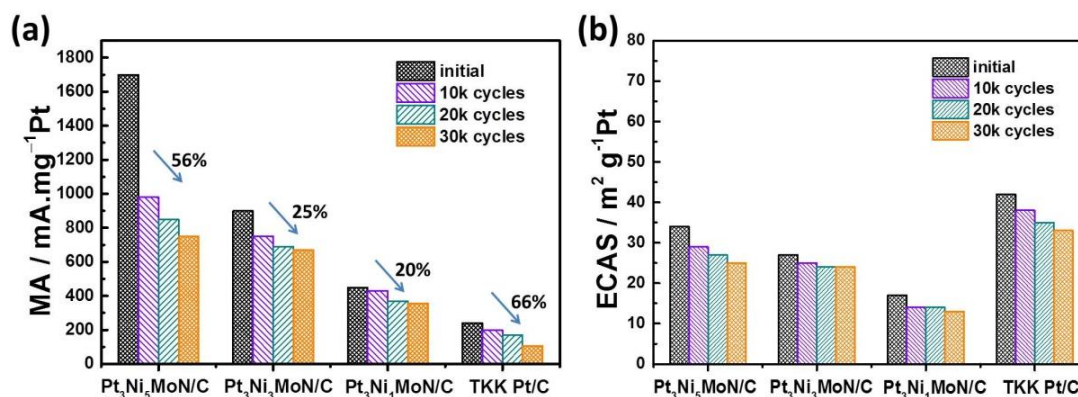 (a)
MA / mA.mg⁻¹Pt
1800
1600
1400
1200
1000
800
600
400
200
0
initial
10k cycles
20k cycles
30k cycles
56%
25%
20%
66%
Pt₃Ni₅MoN/C Pt₃Ni₃MoN/C Pt₃Ni₁MoN/C TKK Pt/C
(b)
ECAS / m² g⁻¹Pt
80
70
60
50
40
30
20
10
0
initial
10k cycles
20k cycles
30k cycles
Pt₃Ni₅MoN/C Pt₃Ni₃MoN/C Pt₃Ni₁MoN/C TKK Pt/C